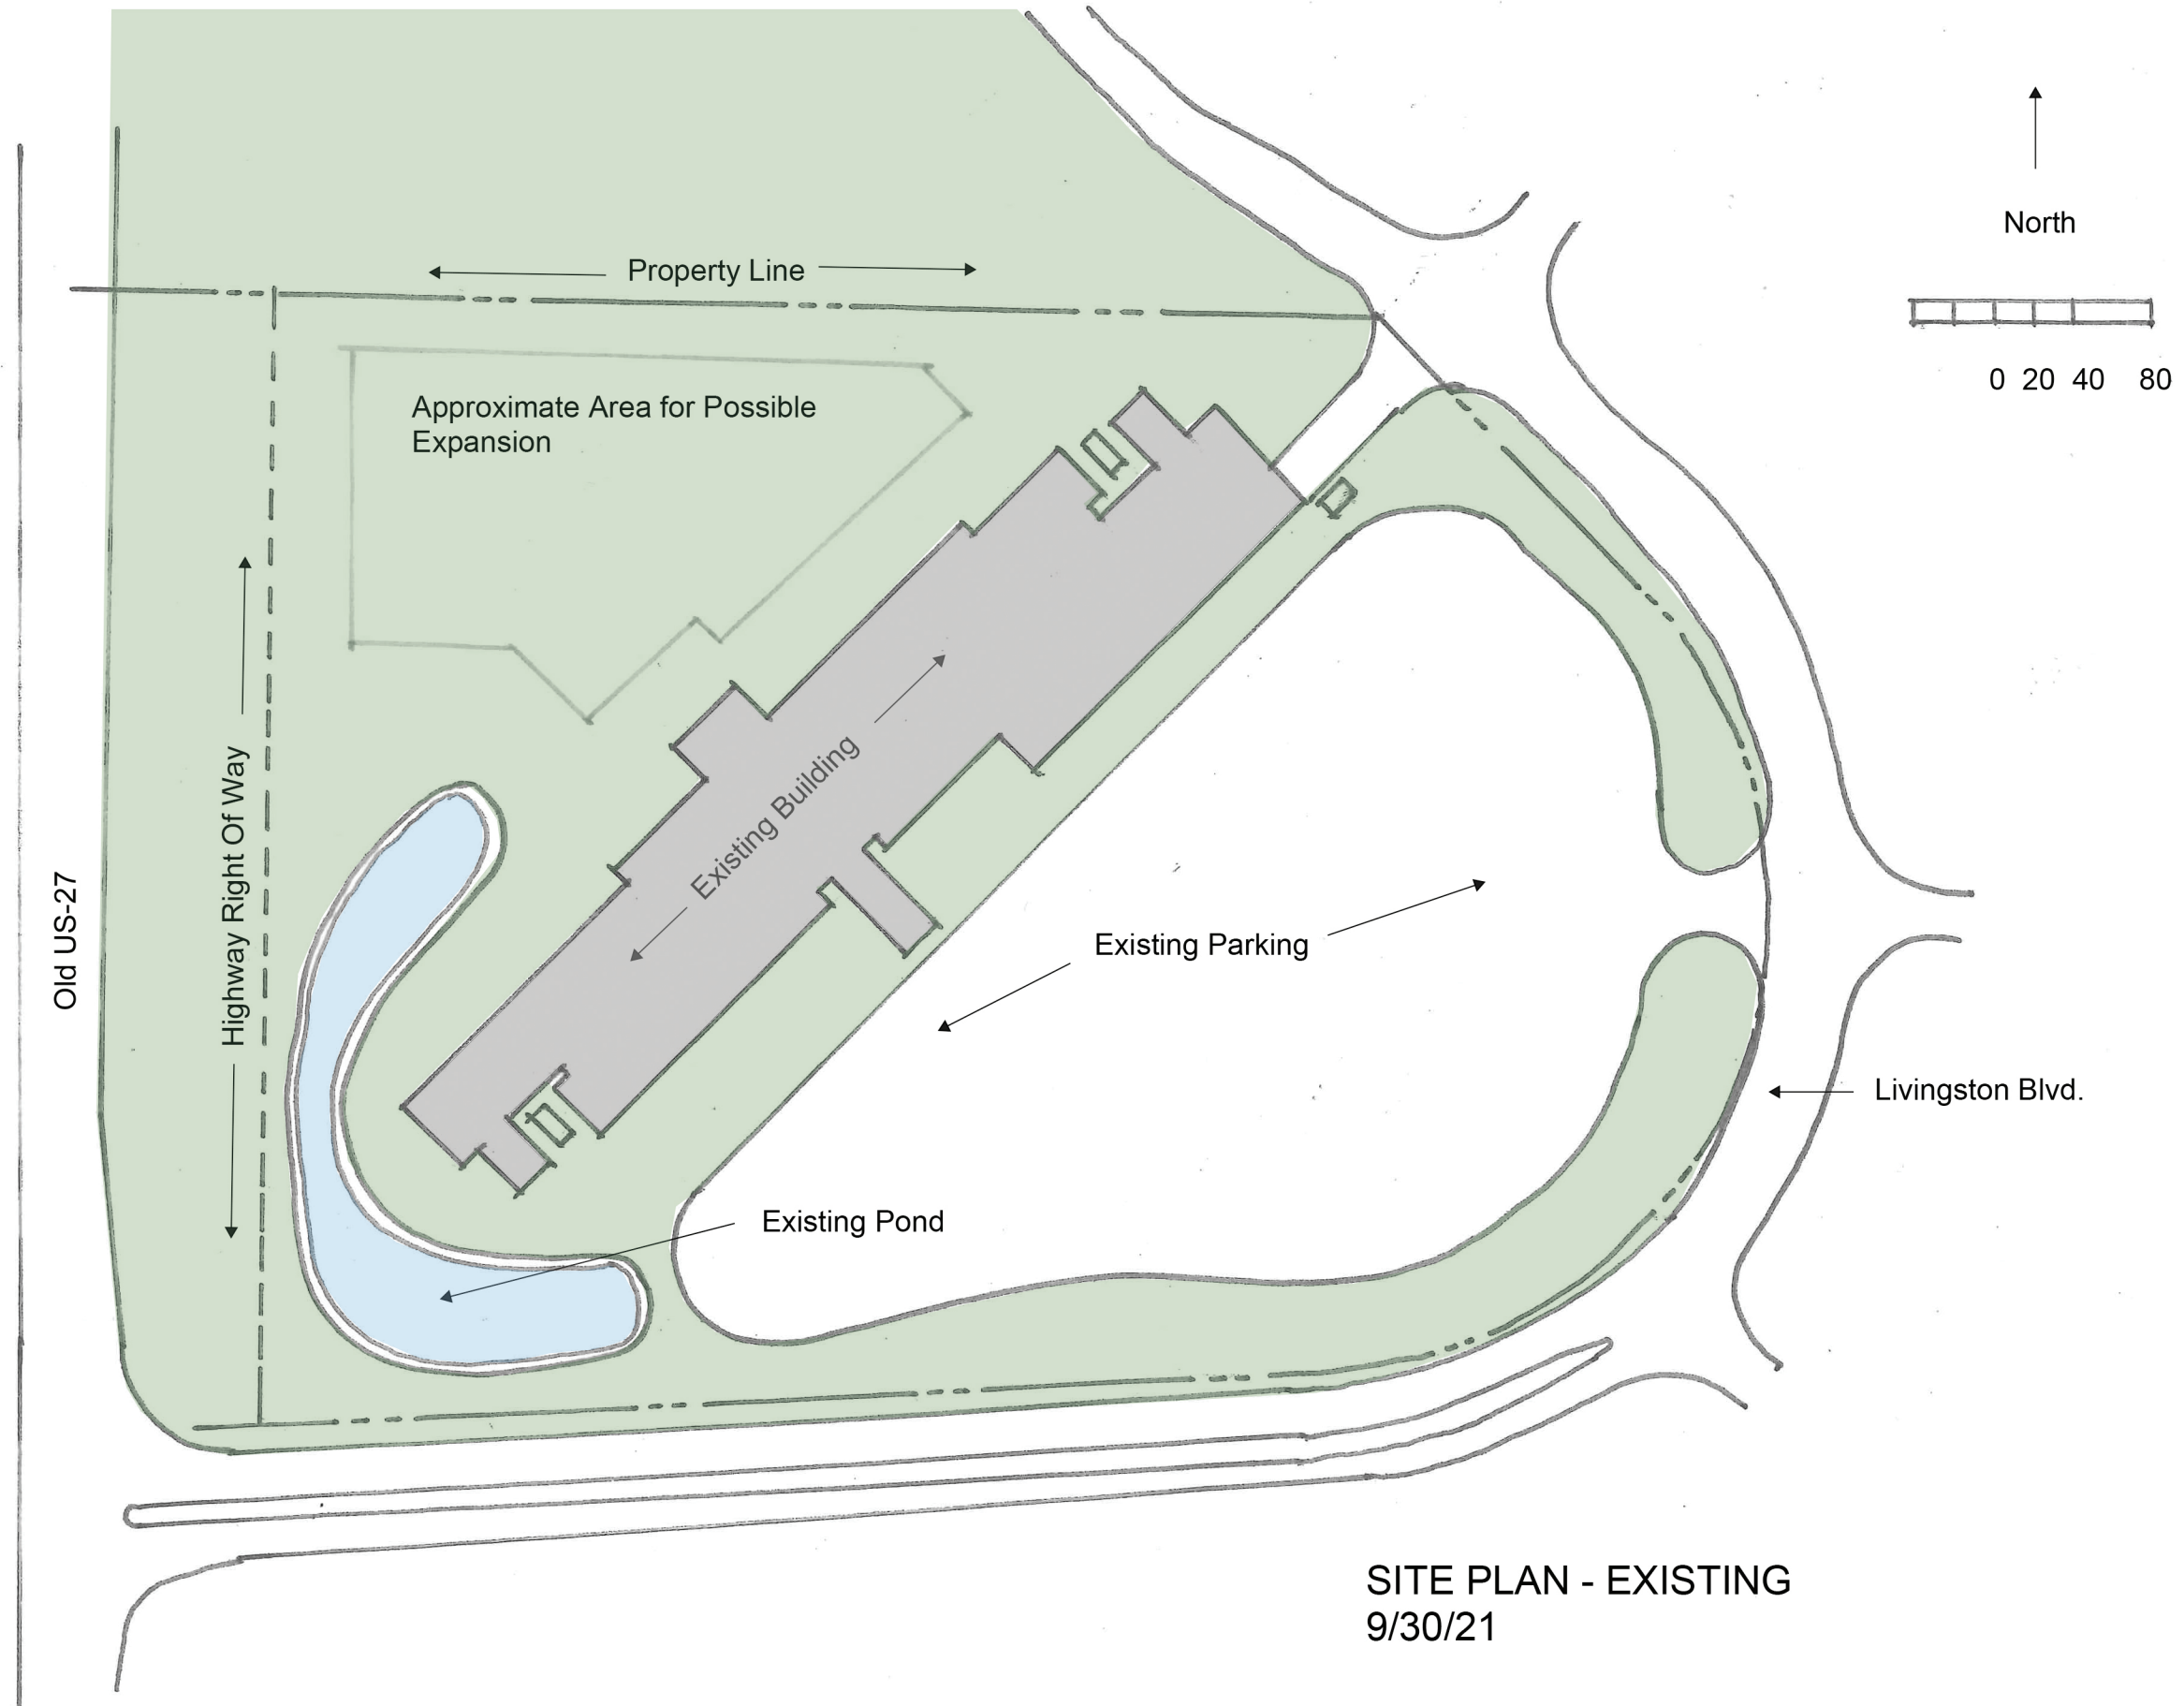 North
Property Line
0 20 40 80
Approximate Area for Possible
Expansion
Existing Building
Highway Right Of Way
Old US-27
Existing Parking
Livingston Blvd.
Existing Pond
SITE PLAN - EXISTING
9/30/21